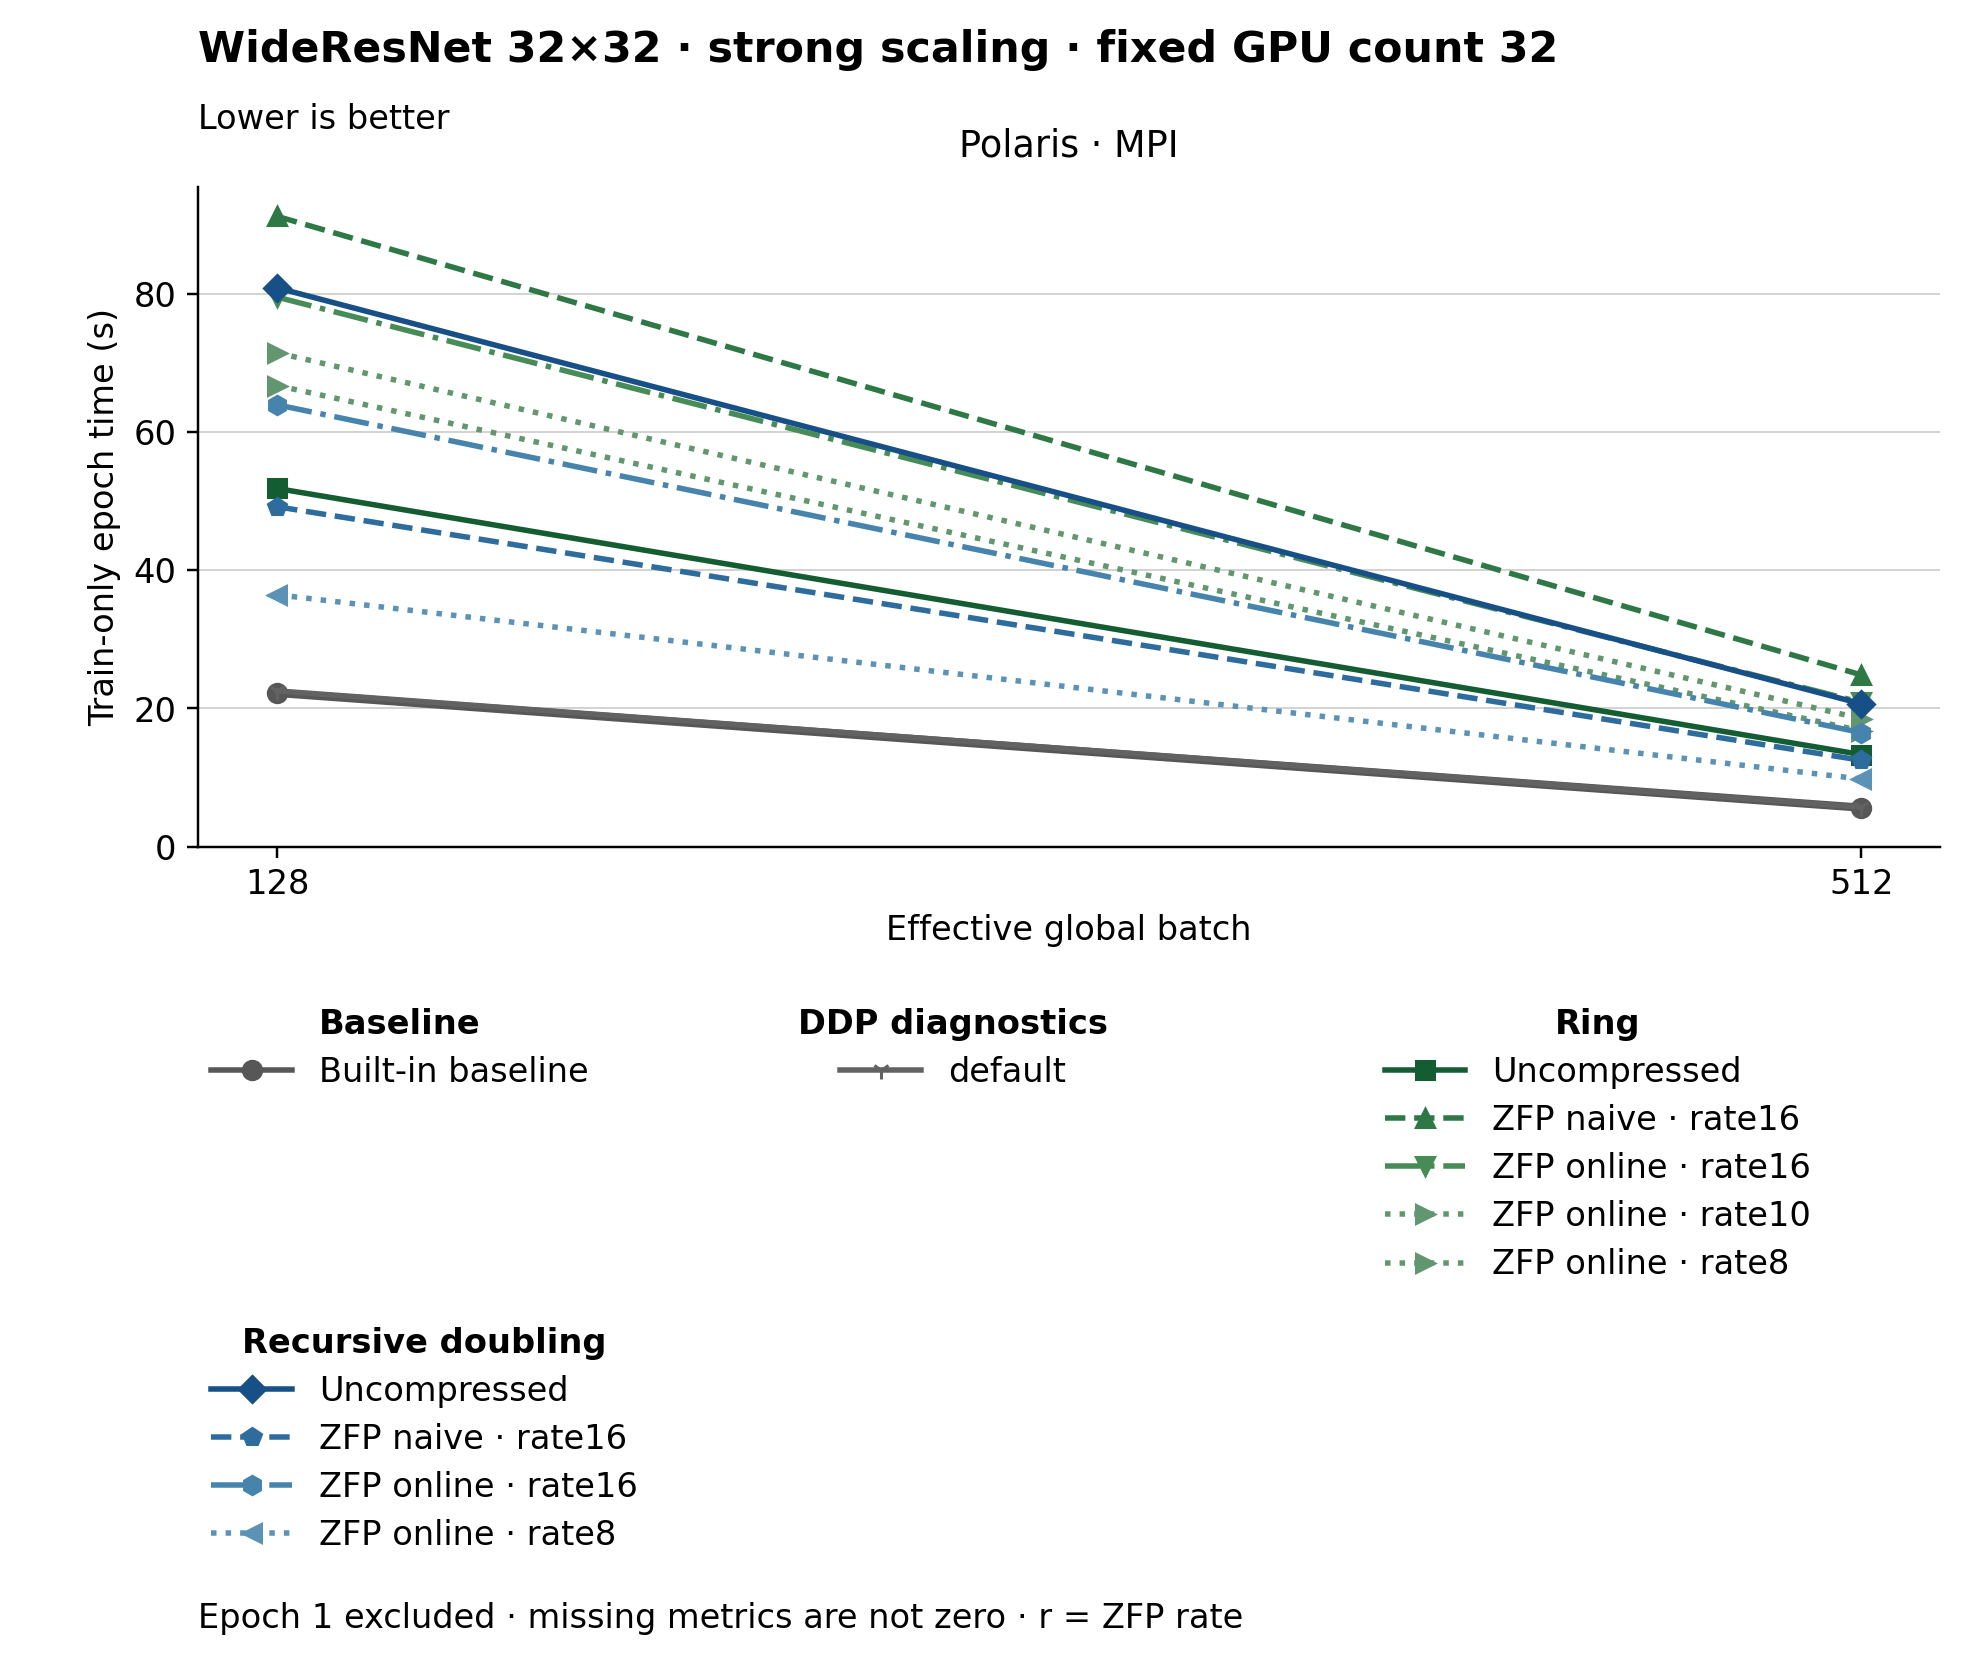 WideResNet 32×32 · strong scaling · fixed GPU count 32
Lower is better
Polaris · MPI
Train-only epoch time (s)
80
60
40
20
0
128
512
Effective global batch
Baseline
Built-in baseline
DDP diagnostics
default
Ring
Uncompressed
ZFP naive · rate16
ZFP online · rate16
ZFP online · rate10
ZFP online · rate8
Recursive doubling
Uncompressed
ZFP naive · rate16
ZFP online · rate16
ZFP online · rate8
Epoch 1 excluded · missing metrics are not zero · r = ZFP rate